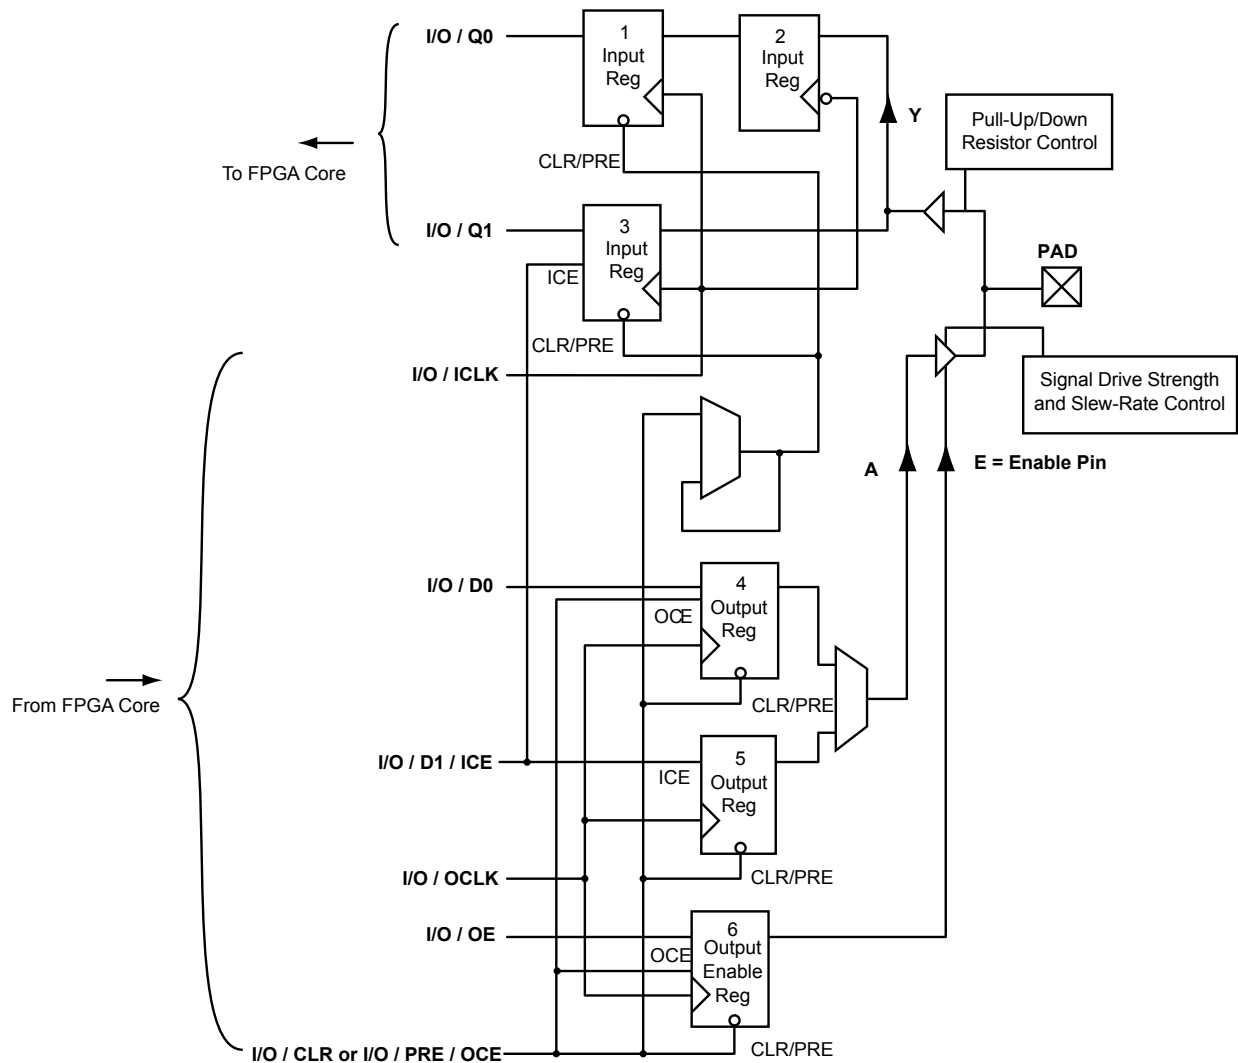 I/O / Q0
1
Input
Reg
2
Input
Reg
Y
Pull-Up/Down
Resistor Control
To FPGA Core
CLR/PRE
I/O / Q1
3
Input
Reg
ICE
PAD
CLR/PRE
I/O / ICLK
Signal Drive Strength
and Slew-Rate Control
A
E = Enable Pin
I/O / D0
4
Output
Reg
OCE
From FPGA Core
CLR/PRE
I/O / D1 / ICE
5
Output
Reg
ICE
I/O / OCLK
CLR/PRE
I/O / OE
6
Output
Enable
Reg
OCE
I/O / CLR or I/O / PRE / OCE
CLR/PRE